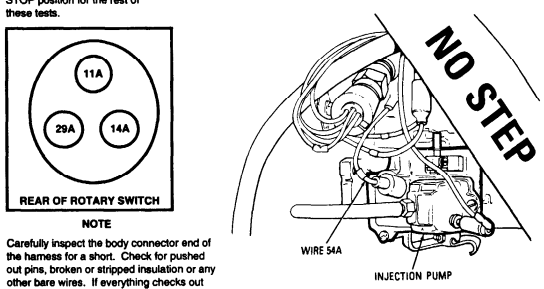 STOP position for the rest of
these tests.
11A
29A
14A
REAR OF ROTARY SWITCH
NOTE
Carefully inspect the body connector end of
the harness for a short. Check for pushed
out pins, broken or stripped insulation or any
other bare wires. If everything checks out
NO STEP
WIRE 54A
INJECTION PUMP